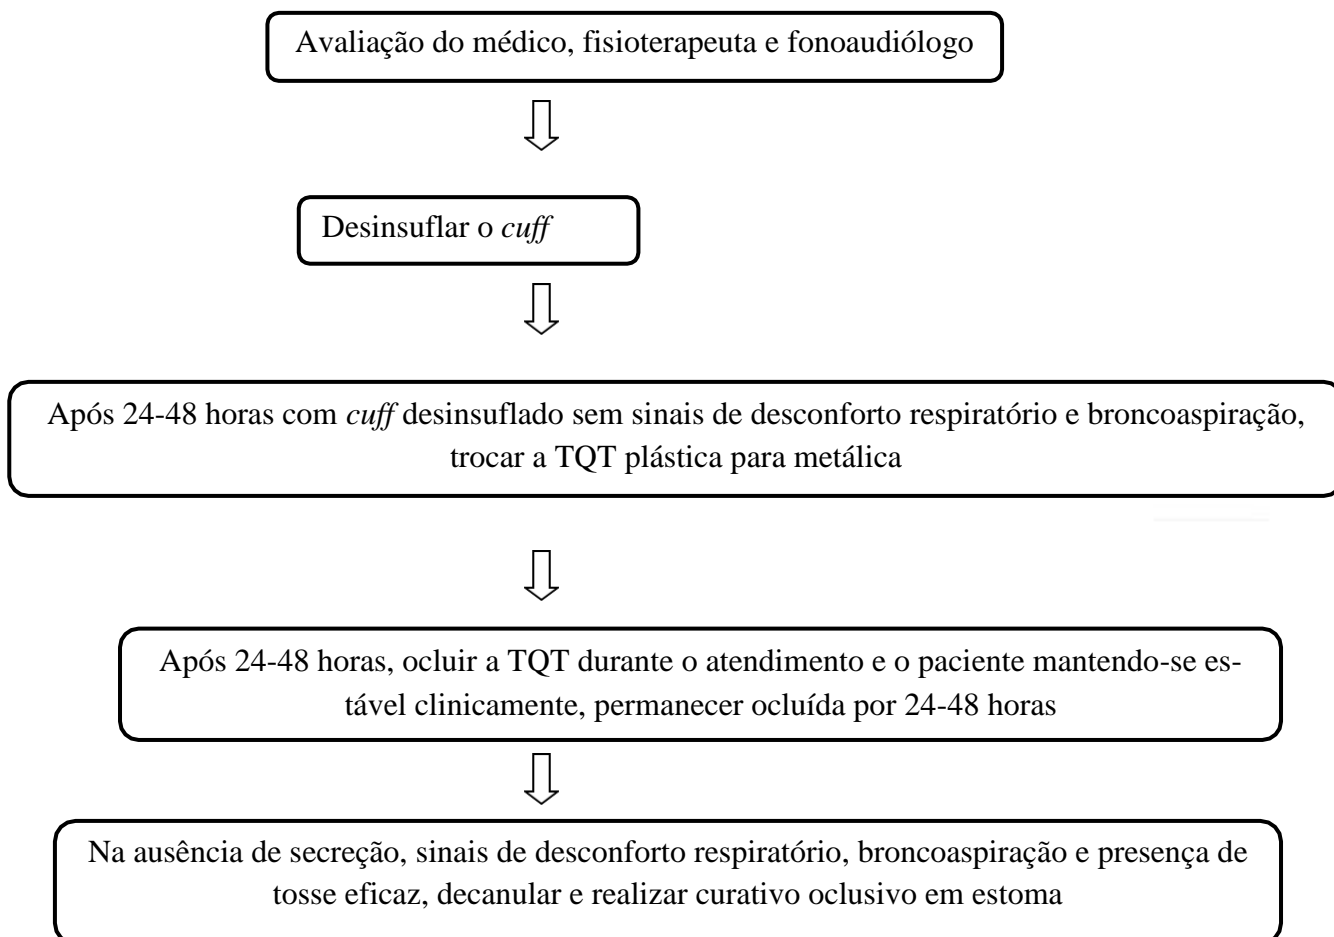 Avaliação do médico, fisioterapeuta e fonoaudiólogo
Desinsuflar o cuff
Após 24-48 horas com cuff desinsuflado sem sinais de desconforto respiratório e broncoaspiração,
trocar a TQT plástica para metálica
Após 24-48 horas, ocluir a TQT durante o atendimento e o paciente mantendo-se es-
tável clinicamente, permanecer ocluída por 24-48 horas
Na ausência de secreção, sinais de desconforto respiratório, broncoaspiração e presença de
tosse eficaz, decanular e realizar curativo oclusivo em estoma